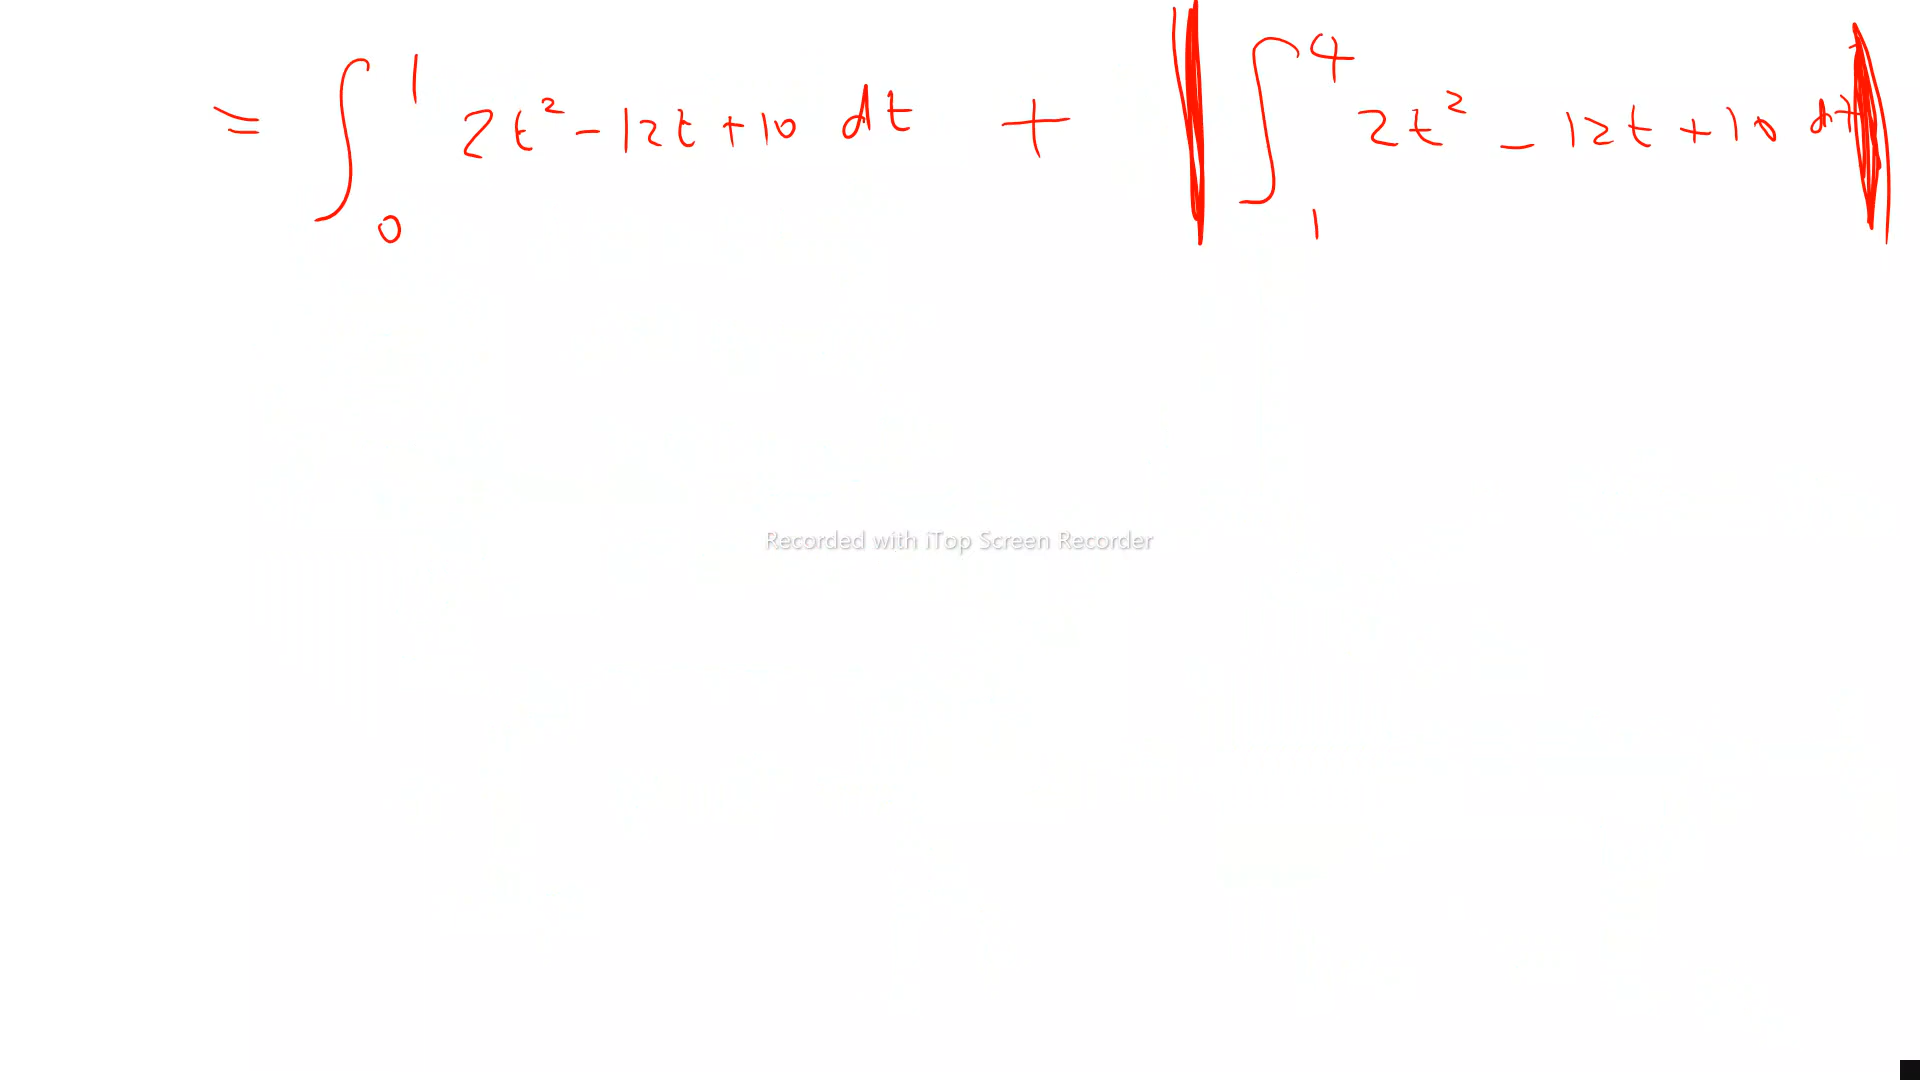 = ∫₀¹ 2t² - 12t + 10 dt + | ∫₁⁴ 2t² - 12t + 10 dt |
Recorded with iTop Screen Recorder